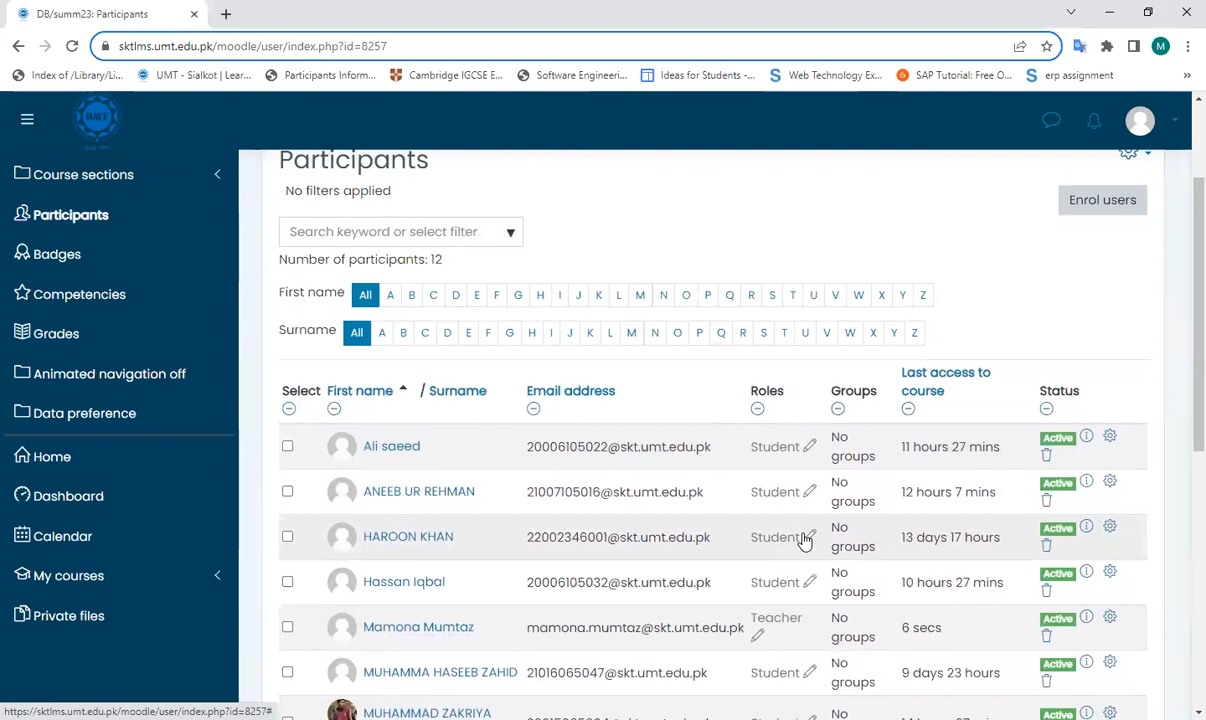 DB/summ23: Participants
sktlms.umt.edu.pk/moodle/user/index.php?id=8257
M
Index of /Library/Li... UMT - Sialkot | Lear... Participants Inform... Cambridge IGCSE E... Software Engineeri... Ideas for Students -... Web Technology Ex... SAP Tutorial: Free O... erp assignment »
UMT
Course sections
Participants
Badges
Competencies
Grades
Animated navigation off
Data preference
Home
Dashboard
Calendar
My courses
Private files
Participants
No filters applied
Enrol users
Search keyword or select filter
Number of participants: 12
First name All A B C D E F G H I J K L M N O P Q R S T U V W X Y Z
Surname All A B C D E F G H I J K L M N O P Q R S T U V W X Y Z
Select First name / Surname Email address Roles Groups Last access to course Status
Ali saeed 20006105022@skt.umt.edu.pk Student No groups 11 hours 27 mins Active
ANEEB UR REHMAN 21007105016@skt.umt.edu.pk Student No groups 12 hours 7 mins Active
HAROON KHAN 22002346001@skt.umt.edu.pk Student No groups 13 days 17 hours Active
Hassan Iqbal 20006105032@skt.umt.edu.pk Student No groups 10 hours 27 mins Active
Mamona Mumtaz mamona.mumtaz@skt.umt.edu.pk Teacher No groups 6 secs Active
MUHAMMA HASEEB ZAHID 21016065047@skt.umt.edu.pk Student No groups 9 days 23 hours Active
MUHAMMAD ZAKRIYA No Active
https://sktlms.umt.edu.pk/moodle/user/index.php?id=8257#